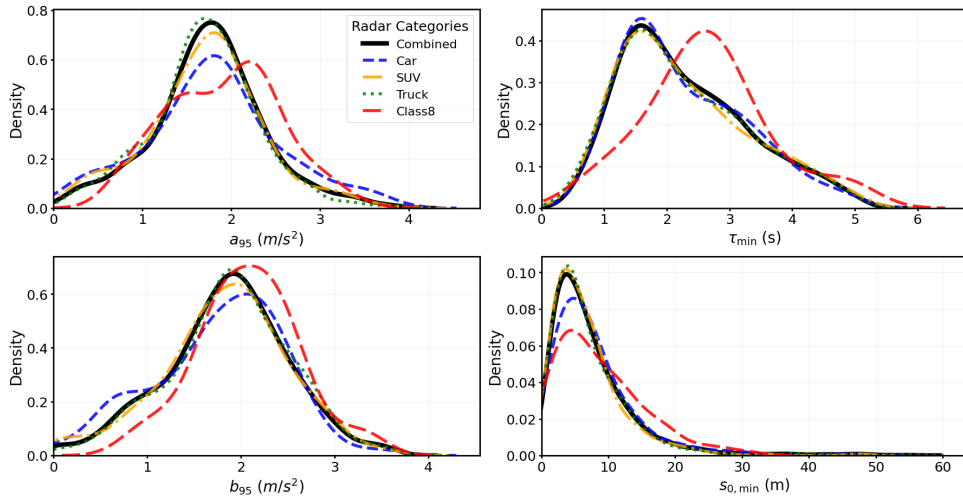 0.8
0.6
0.4
0.2
0.0
Density
0 1 2 3 4
a95 (m/s²)
Radar Categories
Combined
Car
SUV
Truck
Class8
0.4
0.3
0.2
0.1
0.0
Density
0 1 2 3 4 5 6
τmin (s)
0.6
0.4
0.2
0.0
Density
0 1 2 3 4
b95 (m/s²)
0.10
0.08
0.06
0.04
0.02
0.00
Density
0 10 20 30 40 50 60
s0,min (m)